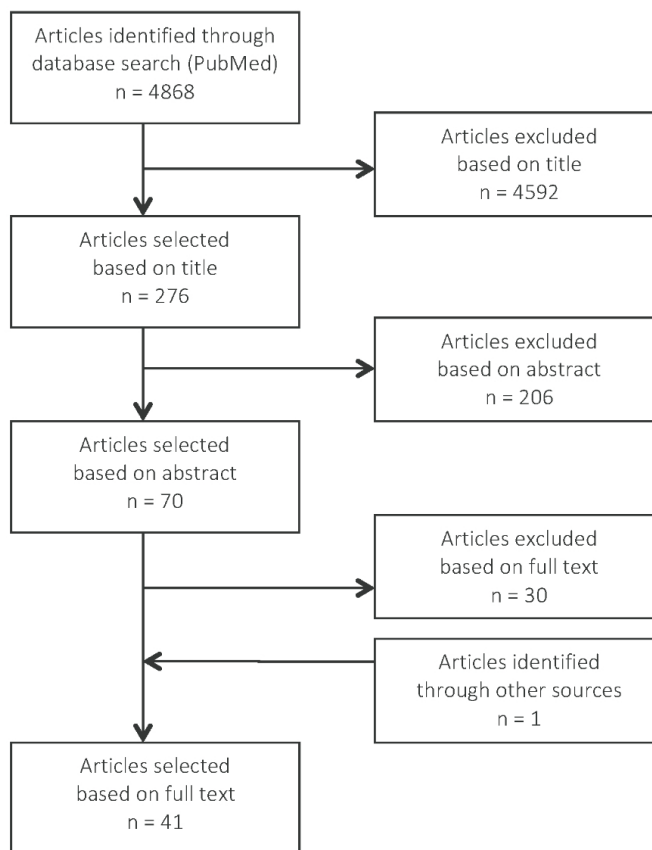 Articles identified through
database search (PubMed)
n = 4868
Articles excluded
based on title
n = 4592
Articles selected
based on title
n = 276
Articles excluded
based on abstract
n = 206
Articles selected
based on abstract
n = 70
Articles excluded
based on full text
n = 30
Articles identified
through other sources
n = 1
Articles selected
based on full text
n = 41